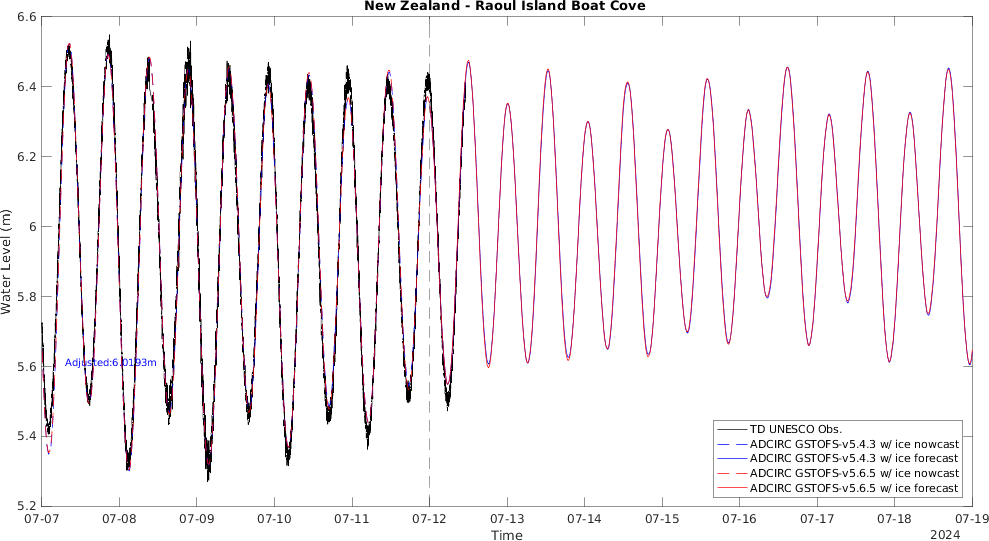 New Zealand - Raoul Island Boat Cove
6.6
6.4
6.2
6
5.8
5.6
5.4
5.2
Water Level (m)
Adjusted:6.0193m
TD UNESCO Obs.
ADCIRC GSTOFS-v5.4.3 w/ ice nowcast
ADCIRC GSTOFS-v5.4.3 w/ ice forecast
ADCIRC GSTOFS-v5.6.5 w/ ice nowcast
ADCIRC GSTOFS-v5.6.5 w/ ice forecast
07-07 07-08 07-09 07-10 07-11 07-12 07-13 07-14 07-15 07-16 07-17 07-18 07-19
Time
2024